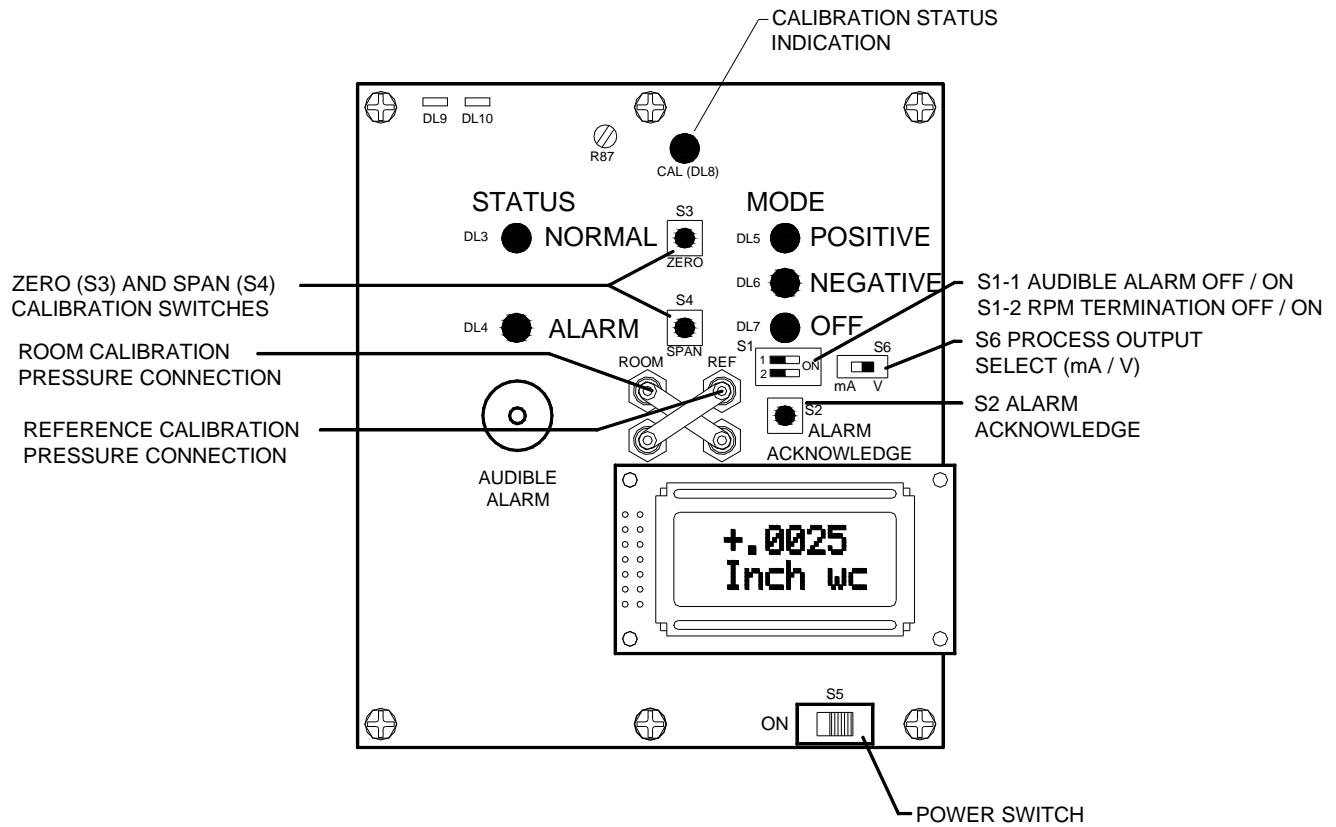 CALIBRATION STATUS
INDICATION
DL9 DL10
R87
CAL (DL8)
STATUS
MODE
S3
DL3 NORMAL
ZERO
DL5 POSITIVE
ZERO (S3) AND SPAN (S4)
CALIBRATION SWITCHES
DL6 NEGATIVE
S1-1 AUDIBLE ALARM OFF / ON
S1-2 RPM TERMINATION OFF / ON
S4
DL4 ALARM
SPAN
DL7 OFF
ROOM CALIBRATION
PRESSURE CONNECTION
ROOM REF
S1
1
2
ON
S6
mA V
S6 PROCESS OUTPUT
SELECT (mA / V)
REFERENCE CALIBRATION
PRESSURE CONNECTION
S2
ALARM
ACKNOWLEDGE
S2 ALARM
ACKNOWLEDGE
AUDIBLE
ALARM
+.0025
Inch wc
S5
ON
POWER SWITCH